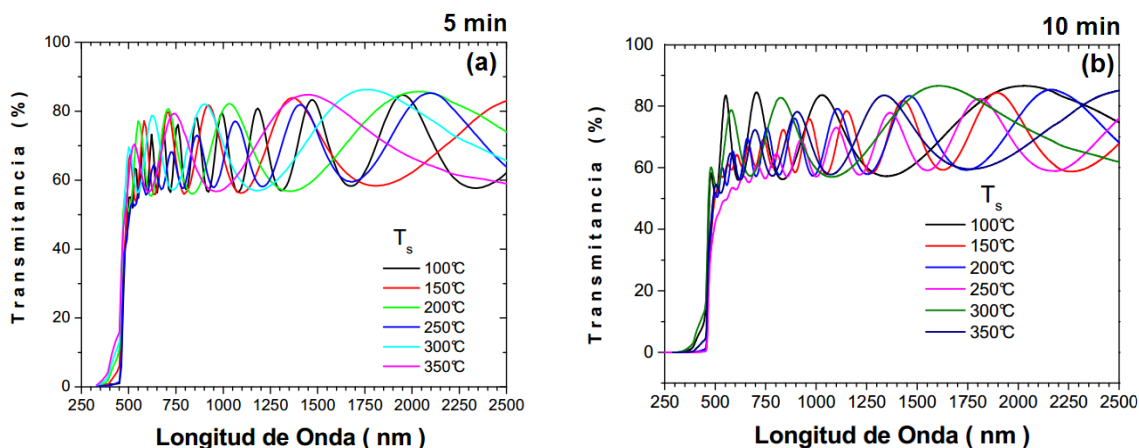 5 min
(a)
Transmitancia (%)
100
80
60
40
20
0
Ts
100°C
150°C
200°C
250°C
300°C
350°C
250 500 750 1000 1250 1500 1750 2000 2250 2500
Longitud de Onda ( nm )
10 min
(b)
Transmitancia (%)
100
80
60
40
20
0
Ts
100°C
150°C
200°C
250°C
300°C
350°C
250 500 750 1000 1250 1500 1750 2000 2250 2500
Longitud de Onda ( nm )